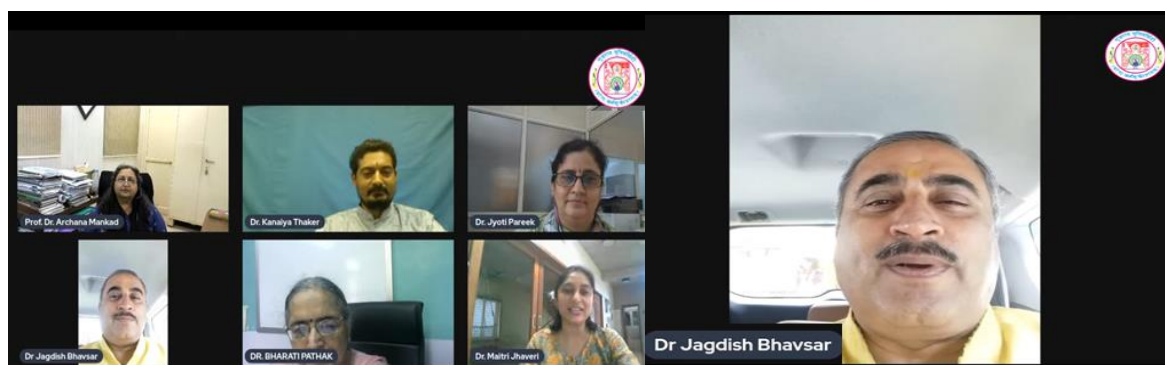 Prof. Dr. Archana Mankad
Dr. Kanaiya Thaker
Dr. Jyoti Pareek
Dr Jagdish Bhavsar
DR. BHARATI PATHAK
Dr. Maitri Jhaveri
Dr Jagdish Bhavsar